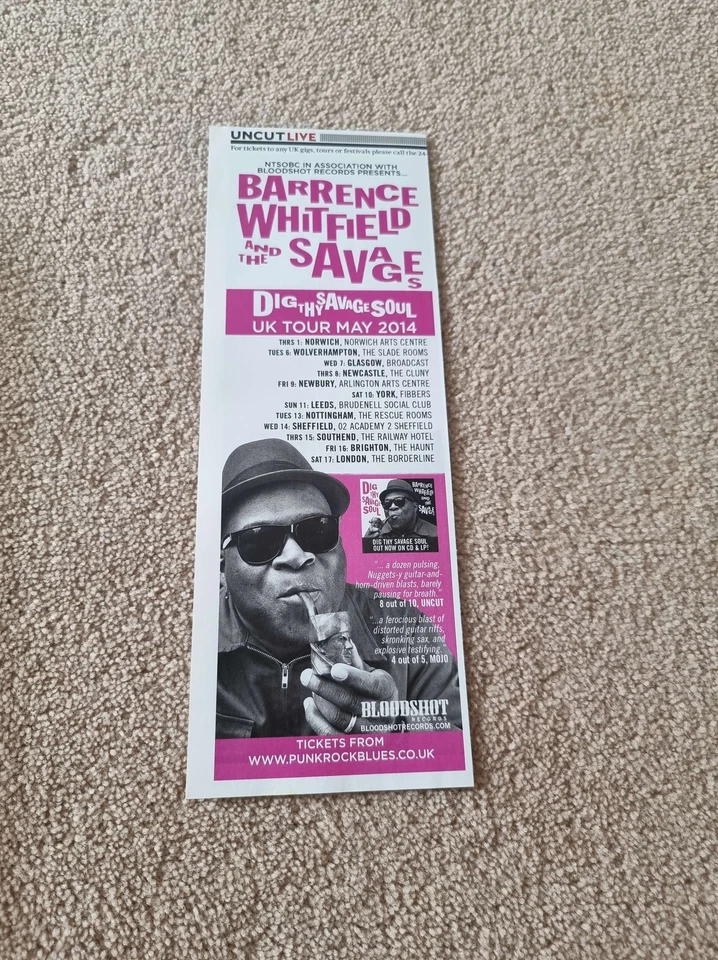 UNCUT LIVE
For tickets to any UK gigs, tours or festivals please call the 24
NTSOBC IN ASSOCIATION WITH
BLOODSHOT RECORDS PRESENTS...
BARRENCE
WHITFIELD
AND THE SAVAGES
DIG THY SAVAGE SOUL
UK TOUR MAY 2014
THRS 1: NORWICH, NORWICH ARTS CENTRE
TUES 6: WOLVERHAMPTON, THE SLADE ROOMS
WED 7: GLASGOW, BROADCAST
THRS 8: NEWCASTLE, THE CLUNY
FRI 9: NEWBURY, ARLINGTON ARTS CENTRE
SAT 10: YORK, FIBBERS
SUN 11: LEEDS, BRUDENELL SOCIAL CLUB
TUES 13: NOTTINGHAM, THE RESCUE ROOMS
WED 14: SHEFFIELD, O2 ACADEMY 2 SHEFFIELD
THRS 15: SOUTHEND, THE RAILWAY HOTEL
FRI 16: BRIGHTON, THE HAUNT
SAT 17: LONDON, THE BORDERLINE
DIG THY SAVAGE SOUL
BARRENCE WHITFIELD AND THE SAVAGES
DIG THY SAVAGE SOUL
OUT NOW ON CD & LP!
"... a dozen pulsing,
Nuggets-y guitar-and-
horn-driven blasts, barely
pausing for breath."
8 out of 10, UNCUT
"...a ferocious blast of
distorted guitar riffs,
skronking sax, and
explosive testifying."
4 out of 5, MOJO
BLOODSHOT
RECORDS
BLOODSHOTRECORDS.COM
TICKETS FROM
WWW.PUNKROCKBLUES.CO.UK